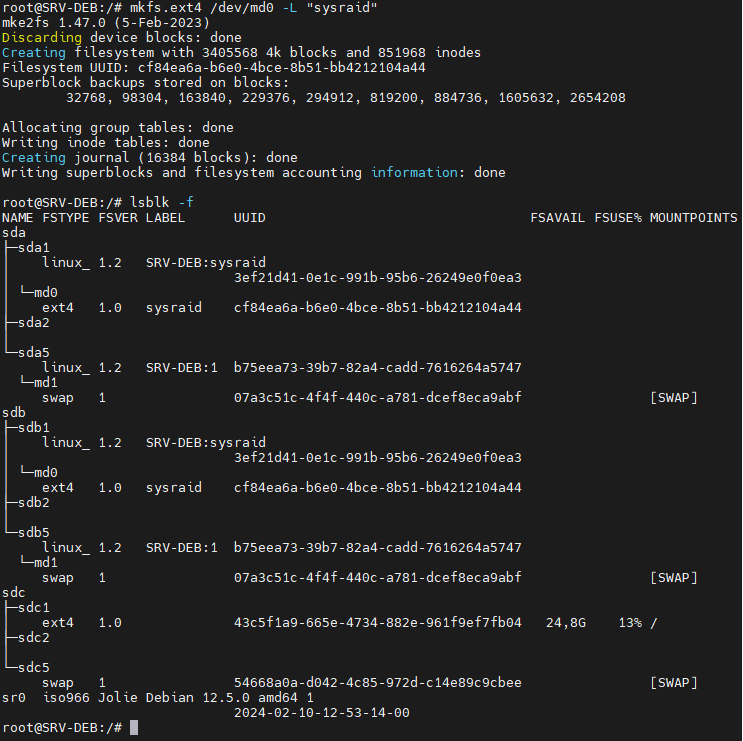 root@SRV-DEB:/# mkfs.ext4 /dev/md0 -L "sysraid"
mke2fs 1.47.0 (5-Feb-2023)
Discarding device blocks: done
Creating filesystem with 3405568 4k blocks and 851968 inodes
Filesystem UUID: cf84ea6a-b6e0-4bce-8b51-bb4212104a44
Superblock backups stored on blocks:
        32768, 98304, 163840, 229376, 294912, 819200, 884736, 1605632, 2654208

Allocating group tables: done
Writing inode tables: done
Creating journal (16384 blocks): done
Writing superblocks and filesystem accounting information: done

root@SRV-DEB:/# lsblk -f
NAME FSTYPE FSVER LABEL      UUID                                 FSAVAIL FSUSE% MOUNTPOINTS
sda
├─sda1
│    linux_ 1.2   SRV-DEB:sysraid
│                            3ef21d41-0e1c-991b-95b6-26249e0f0ea3
│ └─md0
│    ext4   1.0   sysraid    cf84ea6a-b6e0-4bce-8b51-bb4212104a44
├─sda2
│
└─sda5
     linux_ 1.2   SRV-DEB:1  b75eea73-39b7-82a4-cadd-7616264a5747
  └─md1
     swap   1                07a3c51c-4f4f-440c-a781-dcef8eca9abf                [SWAP]
sdb
├─sdb1
│    linux_ 1.2   SRV-DEB:sysraid
│                            3ef21d41-0e1c-991b-95b6-26249e0f0ea3
│ └─md0
│    ext4   1.0   sysraid    cf84ea6a-b6e0-4bce-8b51-bb4212104a44
├─sdb2
│
└─sdb5
     linux_ 1.2   SRV-DEB:1  b75eea73-39b7-82a4-cadd-7616264a5747
  └─md1
     swap   1                07a3c51c-4f4f-440c-a781-dcef8eca9abf                [SWAP]
sdc
├─sdc1
│    ext4   1.0              43c5f1a9-665e-4734-882e-961f9ef7fb04   24,8G    13% /
├─sdc2
│
└─sdc5
     swap   1                54668a0a-d042-4c85-972d-c14e89c9cbee                [SWAP]
sr0  iso966 Jolie Debian 12.5.0 amd64 1
                             2024-02-10-12-53-14-00
root@SRV-DEB:/#